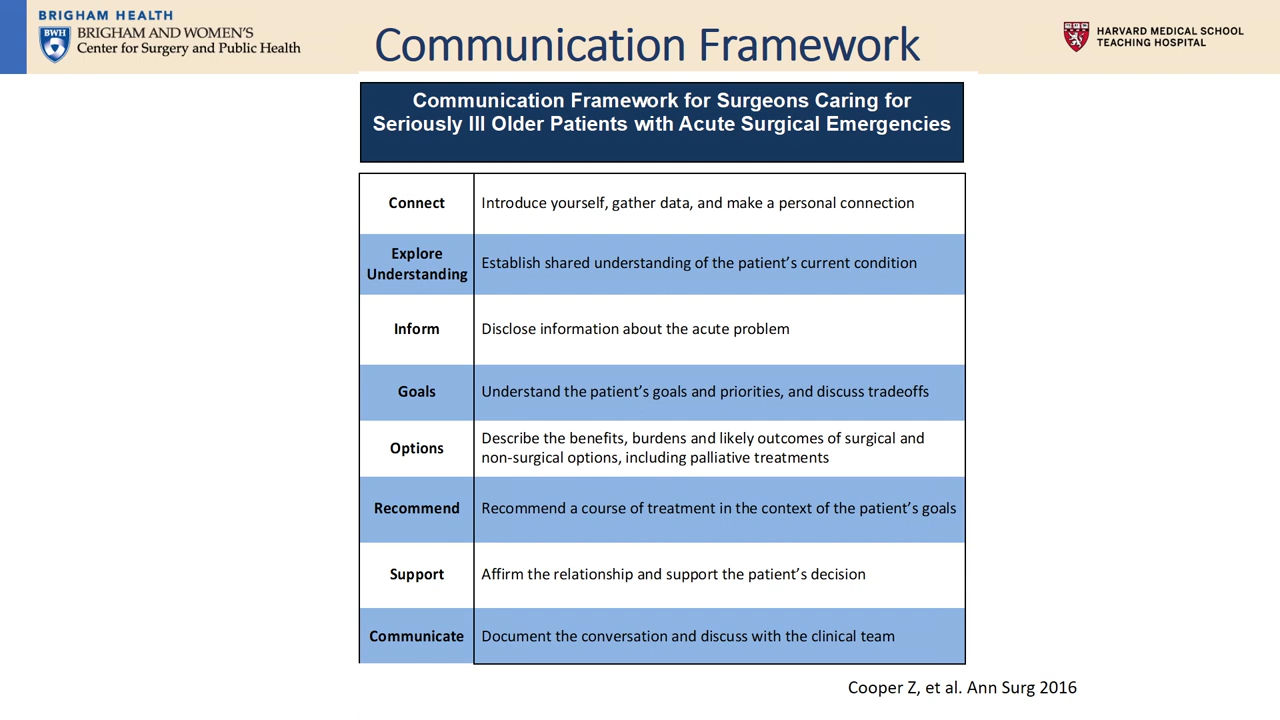 BRIGHAM HEALTH
BWH
BRIGHAM AND WOMEN'S
Center for Surgery and Public Health
Communication Framework
HARVARD MEDICAL SCHOOL
TEACHING HOSPITAL
Communication Framework for Surgeons Caring for
Seriously Ill Older Patients with Acute Surgical Emergencies
Connect
Introduce yourself, gather data, and make a personal connection
Explore
Understanding
Establish shared understanding of the patient’s current condition
Inform
Disclose information about the acute problem
Goals
Understand the patient’s goals and priorities, and discuss tradeoffs
Options
Describe the benefits, burdens and likely outcomes of surgical and
non-surgical options, including palliative treatments
Recommend
Recommend a course of treatment in the context of the patient’s goals
Support
Affirm the relationship and support the patient’s decision
Communicate
Document the conversation and discuss with the clinical team
Cooper Z, et al. Ann Surg 2016